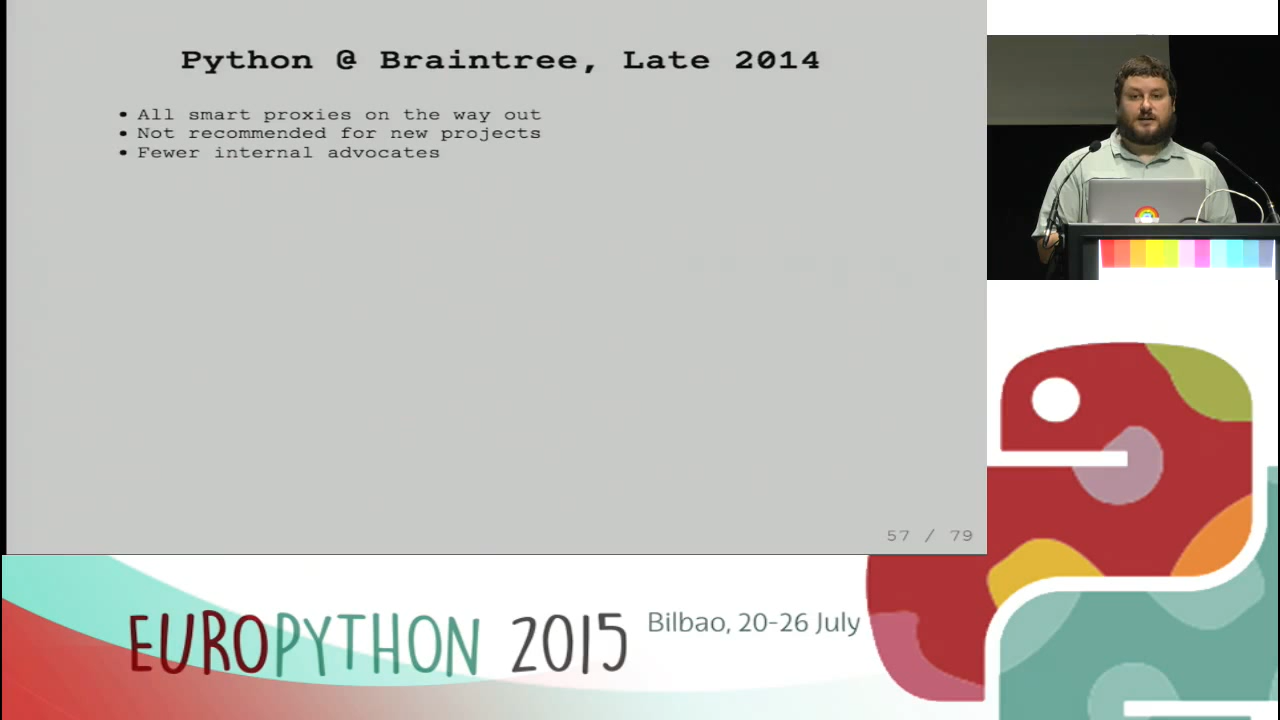 Python @ Braintree, Late 2014
• All smart proxies on the way out
• Not recommended for new projects
• Fewer internal advocates
57 / 79
EUROPYTHON 2015
Bilbao, 20-26 July